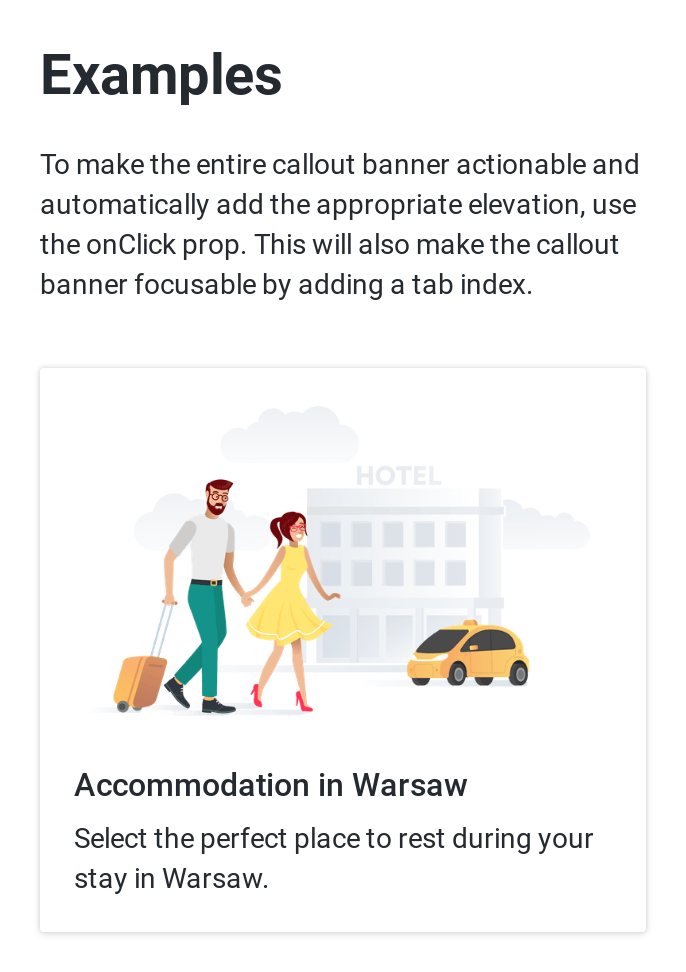 Examples
To make the entire callout banner actionable and
automatically add the appropriate elevation, use
the onClick prop. This will also make the callout
banner focusable by adding a tab index.
HOTEL
Accommodation in Warsaw
Select the perfect place to rest during your
stay in Warsaw.